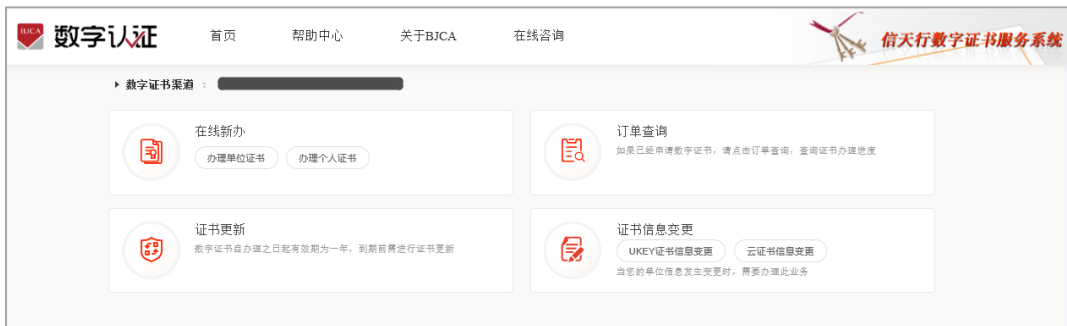 BJCA 数字认证 首页 帮助中心 关于BJCA 在线咨询 信天行数字证书服务系统
数字证书渠道 :
在线新办
办理单位证书 办理个人证书
订单查询
如果已经申请数字证书，请点击订单查询，查询证书办理进度
证书更新
数字证书自办理之日起有效期为一年，到期前需进行证书更新
证书信息变更
UKEY证书信息变更 云证书信息变更
当您的单位信息发生变更时，需要办理此业务